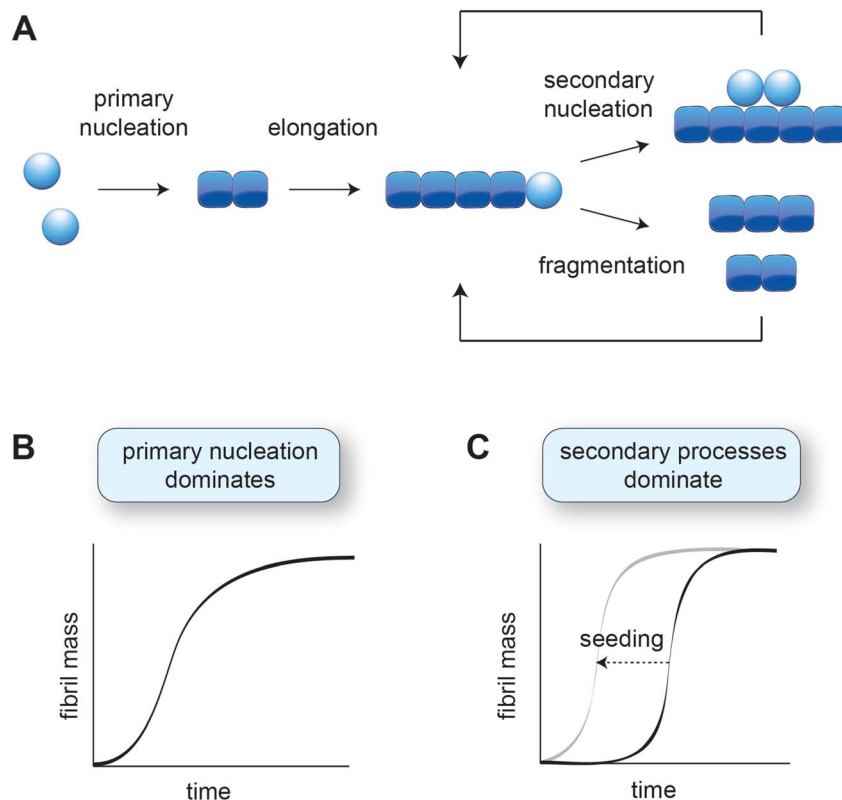 A
primary
nucleation
elongation
secondary
nucleation
fragmentation
B
primary nucleation
dominates
fibril mass
time
C
secondary processes
dominate
seeding
fibril mass
time